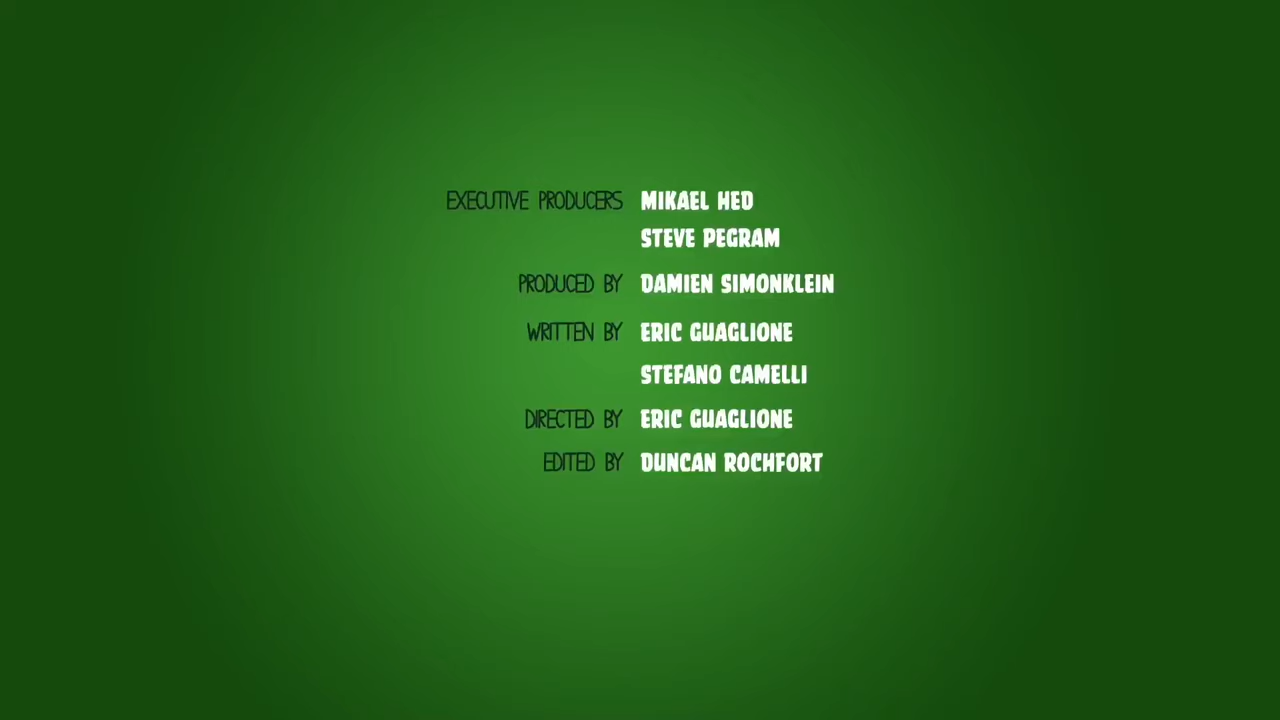 EXECUTIVE PRODUCERS MIKAEL HED
STEVE PEGRAM
PRODUCED BY DAMIEN SIMONKLEIN
WRITTEN BY ERIC GUAGLIONE
STEFANO CAMELLI
DIRECTED BY ERIC GUAGLIONE
EDITED BY DUNCAN ROCHFORT